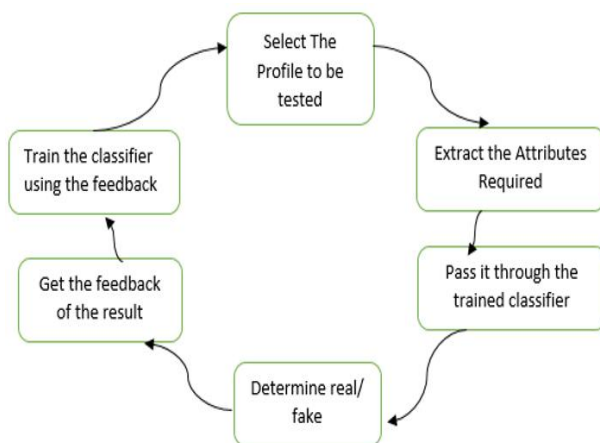 Select The
Profile to be
tested
Extract the Attributes
Required
Pass it through the
trained classifier
Determine real/
fake
Get the feedback
of the result
Train the classifier
using the feedback